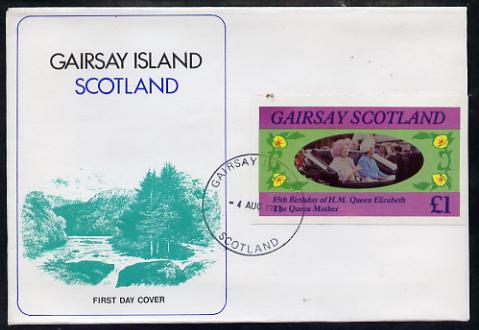 GAIRSAY ISLAND
SCOTLAND
GAIRSAY SCOTLAND
85th Birthday of H.M. Queen Elizabeth
The Queen Mother
£1
GAIRSAY
- 4 AUG
SCOTLAND
FIRST DAY COVER